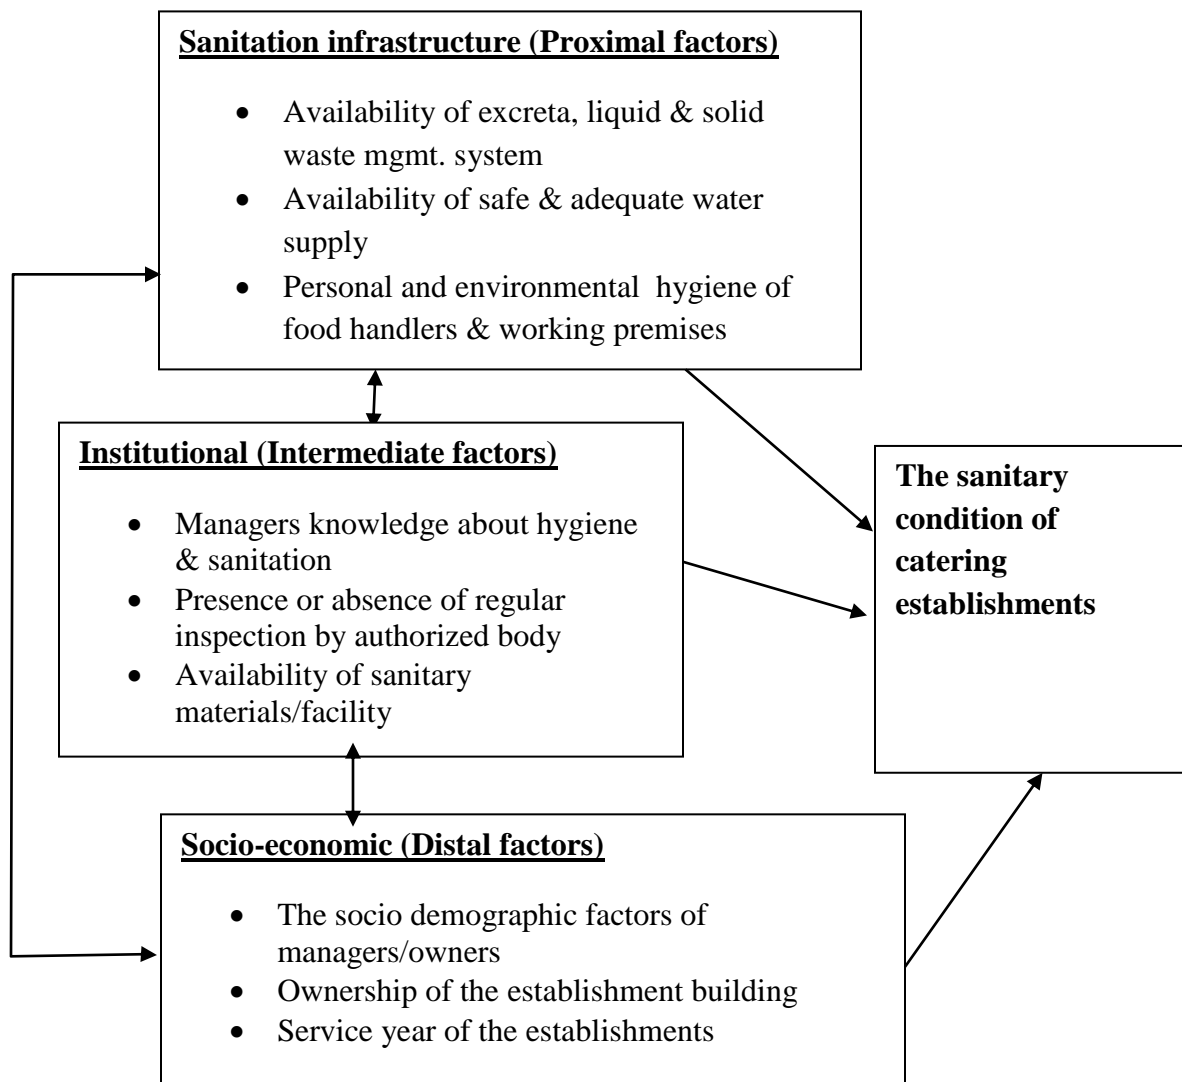 Sanitation infrastructure (Proximal factors)
• Availability of excreta, liquid & solid
waste mgmt. system
• Availability of safe & adequate water
supply
• Personal and environmental  hygiene of
food handlers & working premises
Institutional (Intermediate factors)
• Managers knowledge about hygiene
& sanitation
• Presence or absence of regular
inspection by authorized body
• Availability of sanitary
materials/facility
The sanitary
condition of
catering
establishments
Socio-economic (Distal factors)
• The socio demographic factors of
managers/owners
• Ownership of the establishment building
• Service year of the establishments